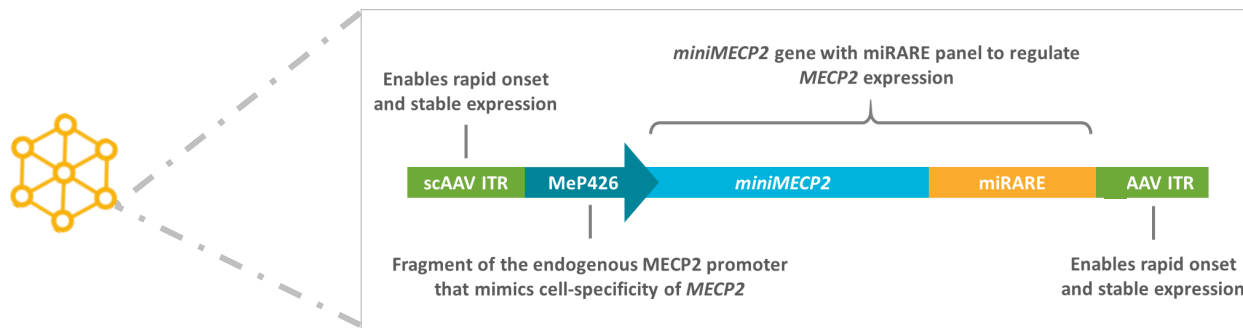 miniMECP2 gene with miRARE panel to regulate
MECP2 expression
Enables rapid onset
and stable expression
scAAV ITR
MeP426
miniMECP2
miRARE
AAV ITR
Fragment of the endogenous MECP2 promoter
that mimics cell-specificity of MECP2
Enables rapid onset
and stable expression